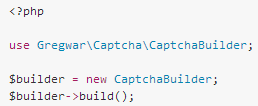 <?php
use Gregwar\Captcha\CaptchaBuilder;
$builder = new CaptchaBuilder;
$builder->build();